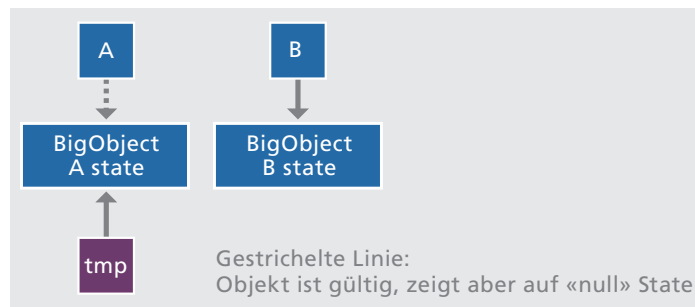 A
B
BigObject
A state
BigObject
B state
tmp
Gestrichelte Linie:
Objekt ist gültig, zeigt aber auf «null» State